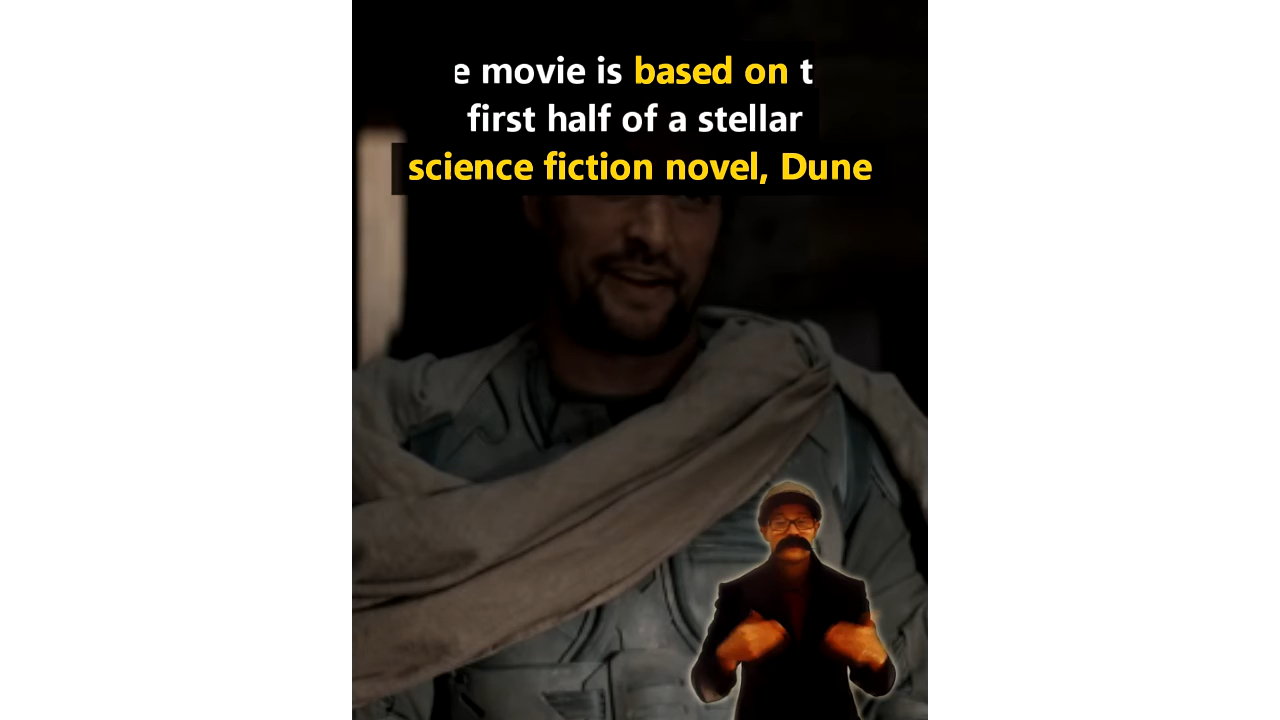 e movie is based on t
first half of a stellar
science fiction novel, Dune